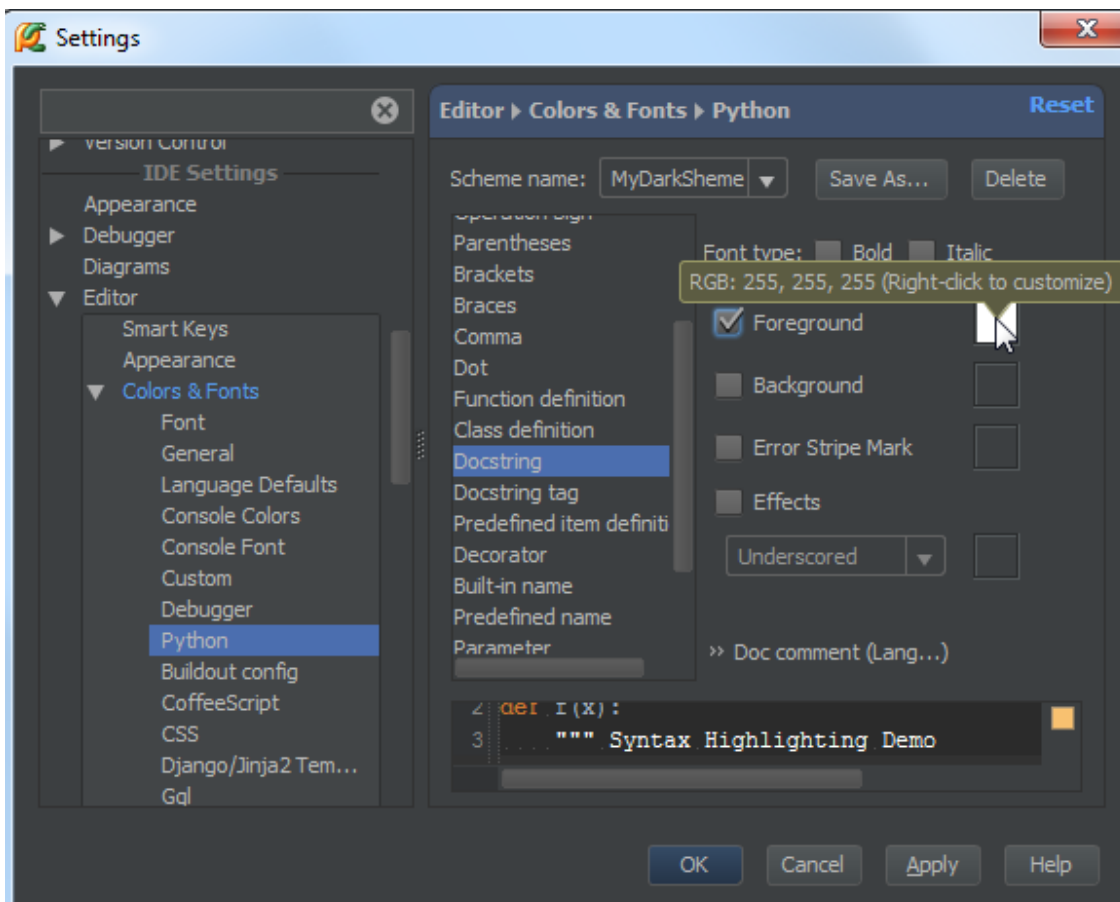 Settings
Version Control
IDE Settings
Appearance
Debugger
Diagrams
Editor
Smart Keys
Appearance
Colors & Fonts
Font
General
Language Defaults
Console Colors
Console Font
Custom
Debugger
Python
Buildout config
CoffeeScript
CSS
Django/Jinja2 Tem...
Gql
Editor Colors & Fonts Python
Reset
Scheme name: MyDarkSheme Save As... Delete
Operation Sign
Parentheses
Brackets
Braces
Comma
Dot
Function definition
Class definition
Docstring
Docstring tag
Predefined item definiti
Decorator
Built-in name
Predefined name
Parameter
Font type: Bold Italic
RGB: 255, 255, 255 (Right-click to customize)
Foreground
Background
Error Stripe Mark
Effects
Underscored
>> Doc comment (Lang...)
2 def f(x):
3 """ Syntax Highlighting Demo
OK Cancel Apply Help